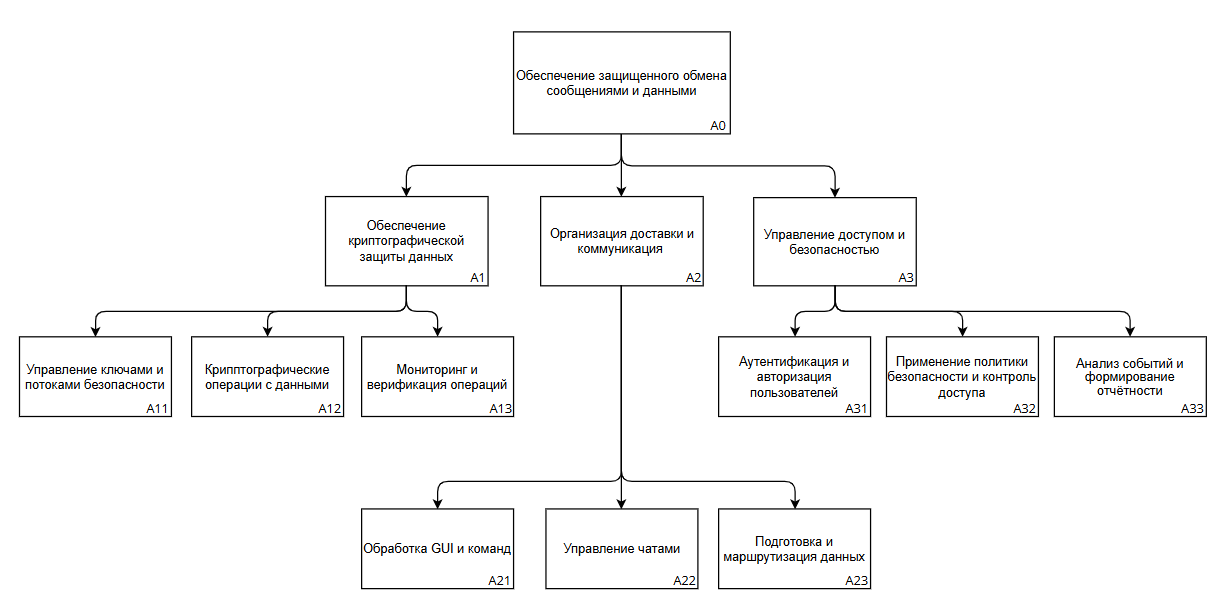 Обеспечение защищенного обмена
сообщениями и данными
A0
Обеспечение
криптографической
защиты данных
A1
Организация доставки и
коммуникация
A2
Управление доступом и
безопасностью
A3
Управление ключами и
потоками безопасности
A11
Крипптографические
операции с данными
A12
Мониторинг и
верификация операций
A13
Аутентификация и
авторизация
пользователей
A31
Применение политики
безопасности и контроль
доступа
A32
Анализ событий и
формирование
отчётности
A33
Обработка GUI и команд
A21
Управление чатами
A22
Подготовка и
маршрутизация данных
A23